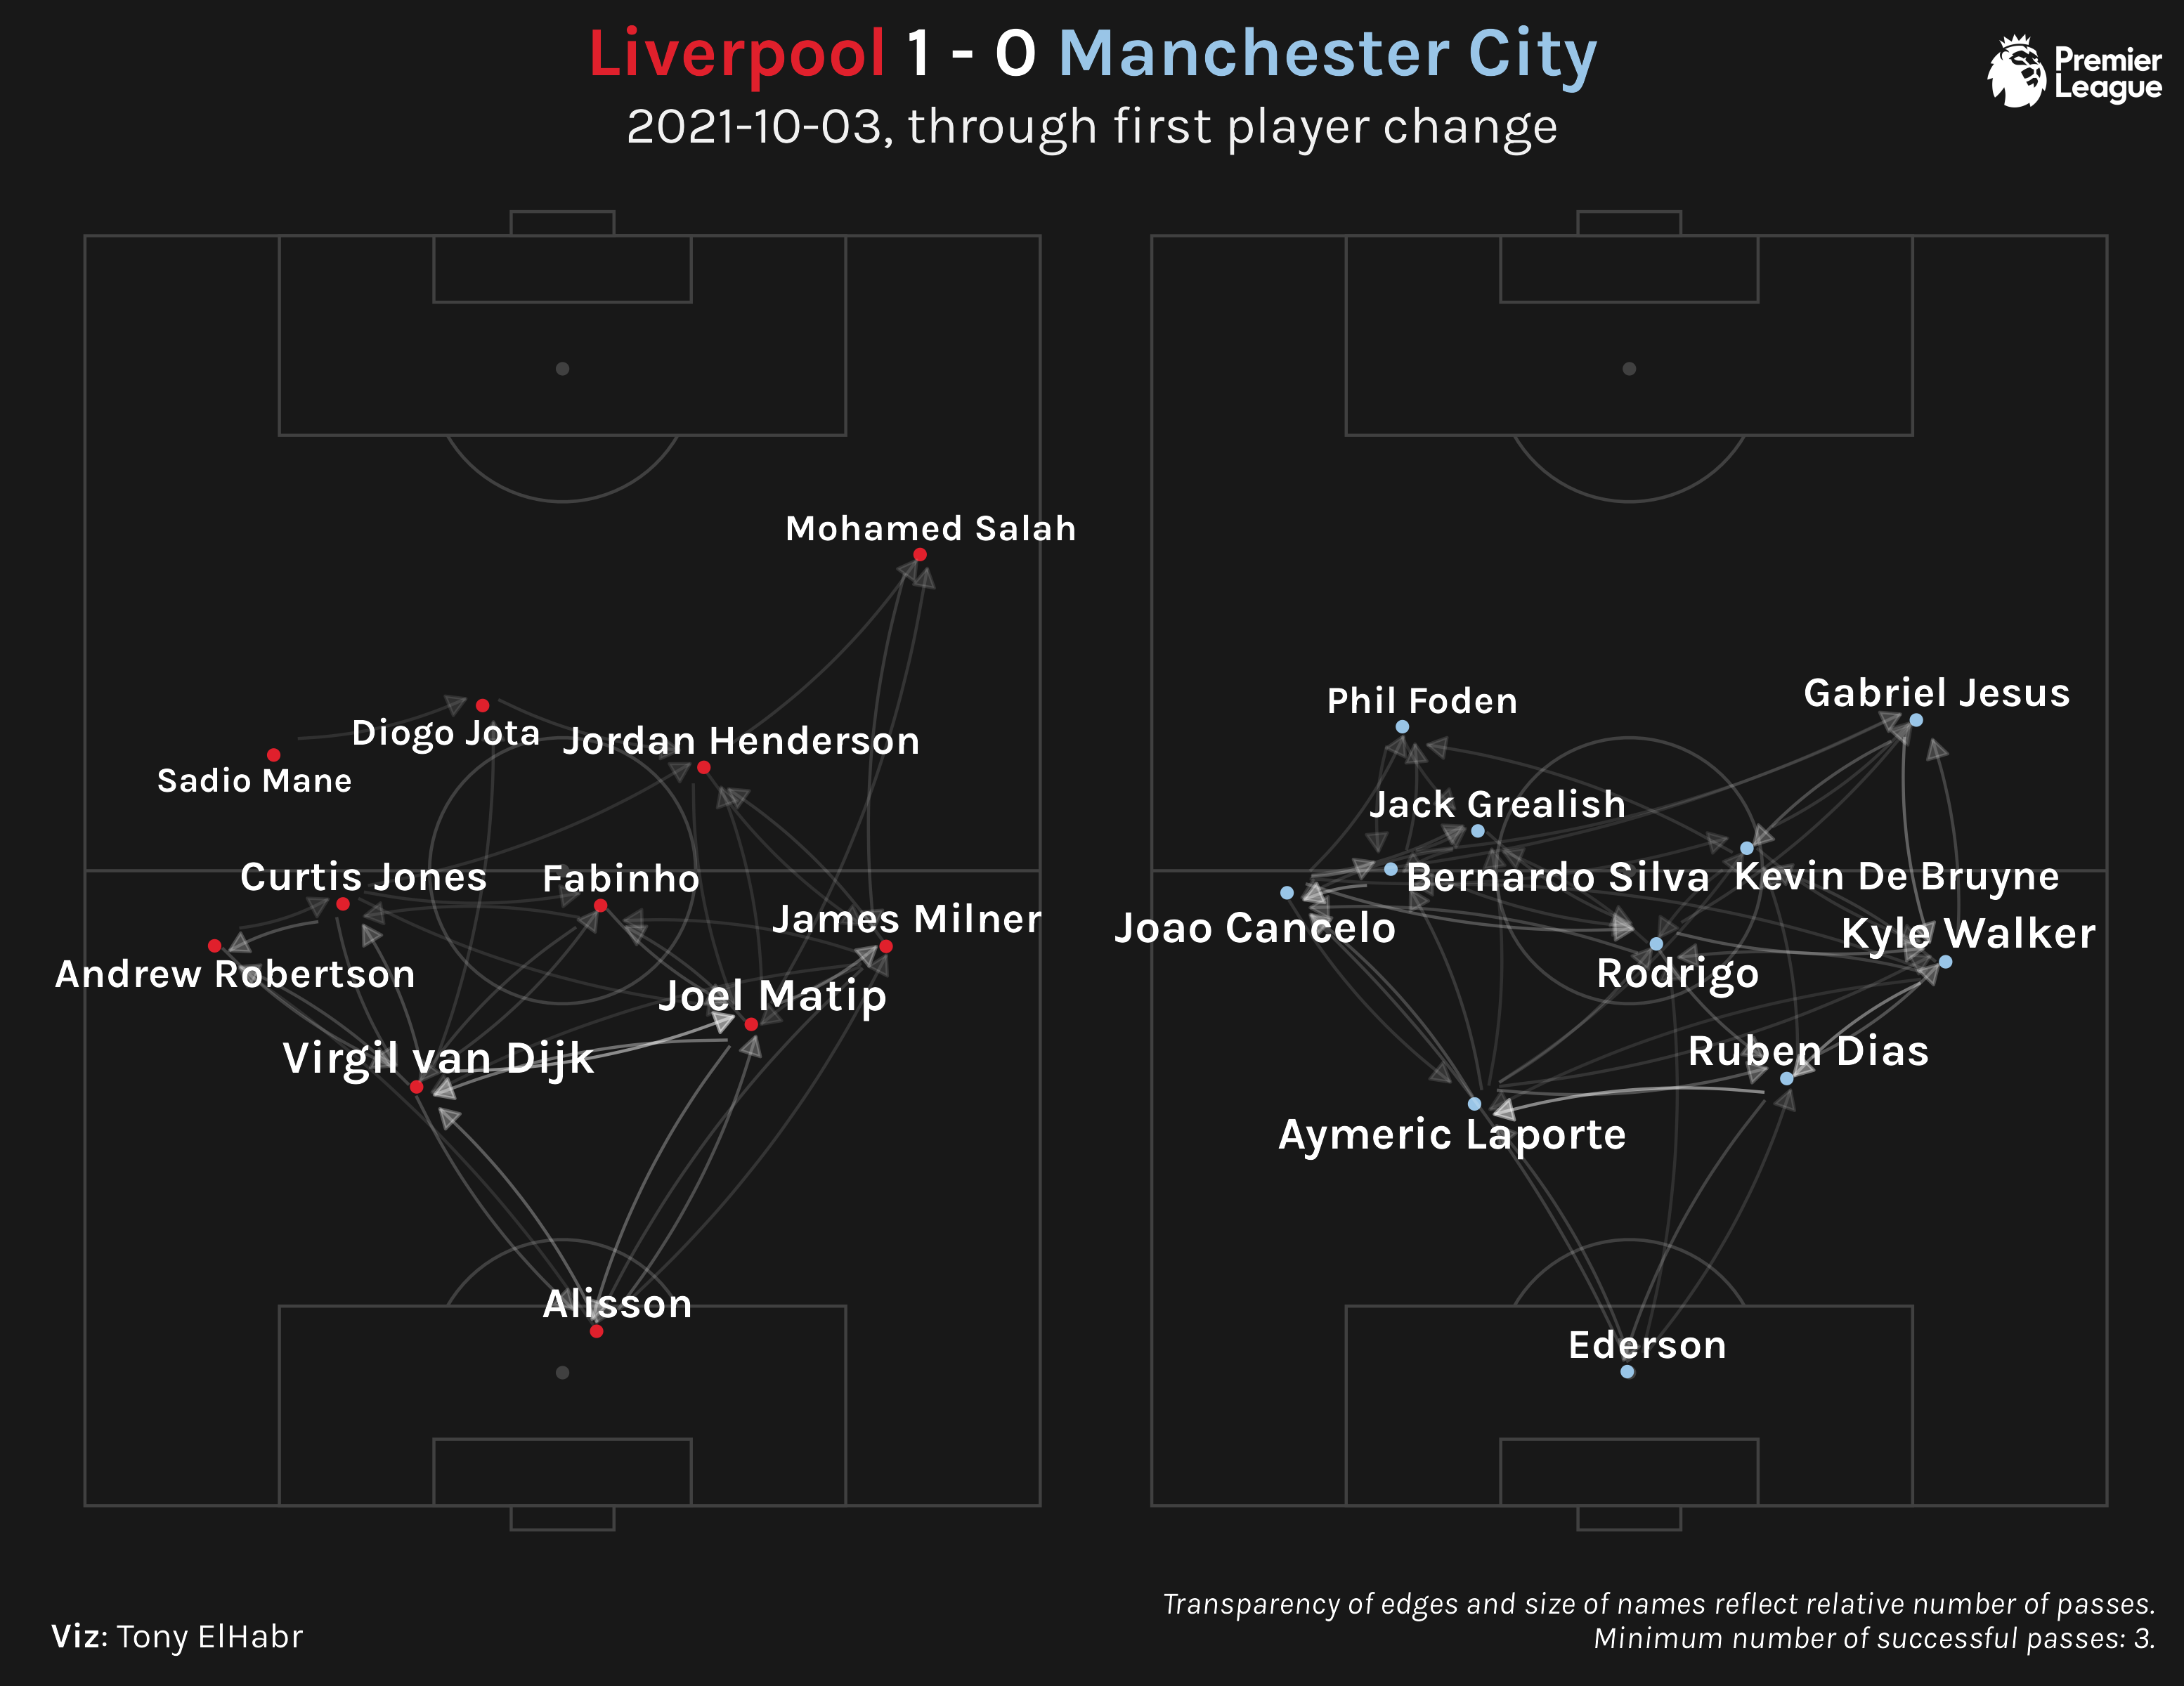 Liverpool 1 - 0 Manchester City
2021-10-03, through first player change
Premier
League
Mohamed Salah
Diogo Jota
Jordan Henderson
Sadio Mane
Curtis Jones
Fabinho
James Milner
Andrew Robertson
Joel Matip
Virgil van Dijk
Alisson
Phil Foden
Gabriel Jesus
Jack Grealish
Bernardo Silva
Kevin De Bruyne
Joao Cancelo
Kyle Walker
Rodrigo
Ruben Dias
Aymeric Laporte
Ederson
Viz: Tony ElHabr
Transparency of edges and size of names reflect relative number of passes.
Minimum number of successful passes: 3.